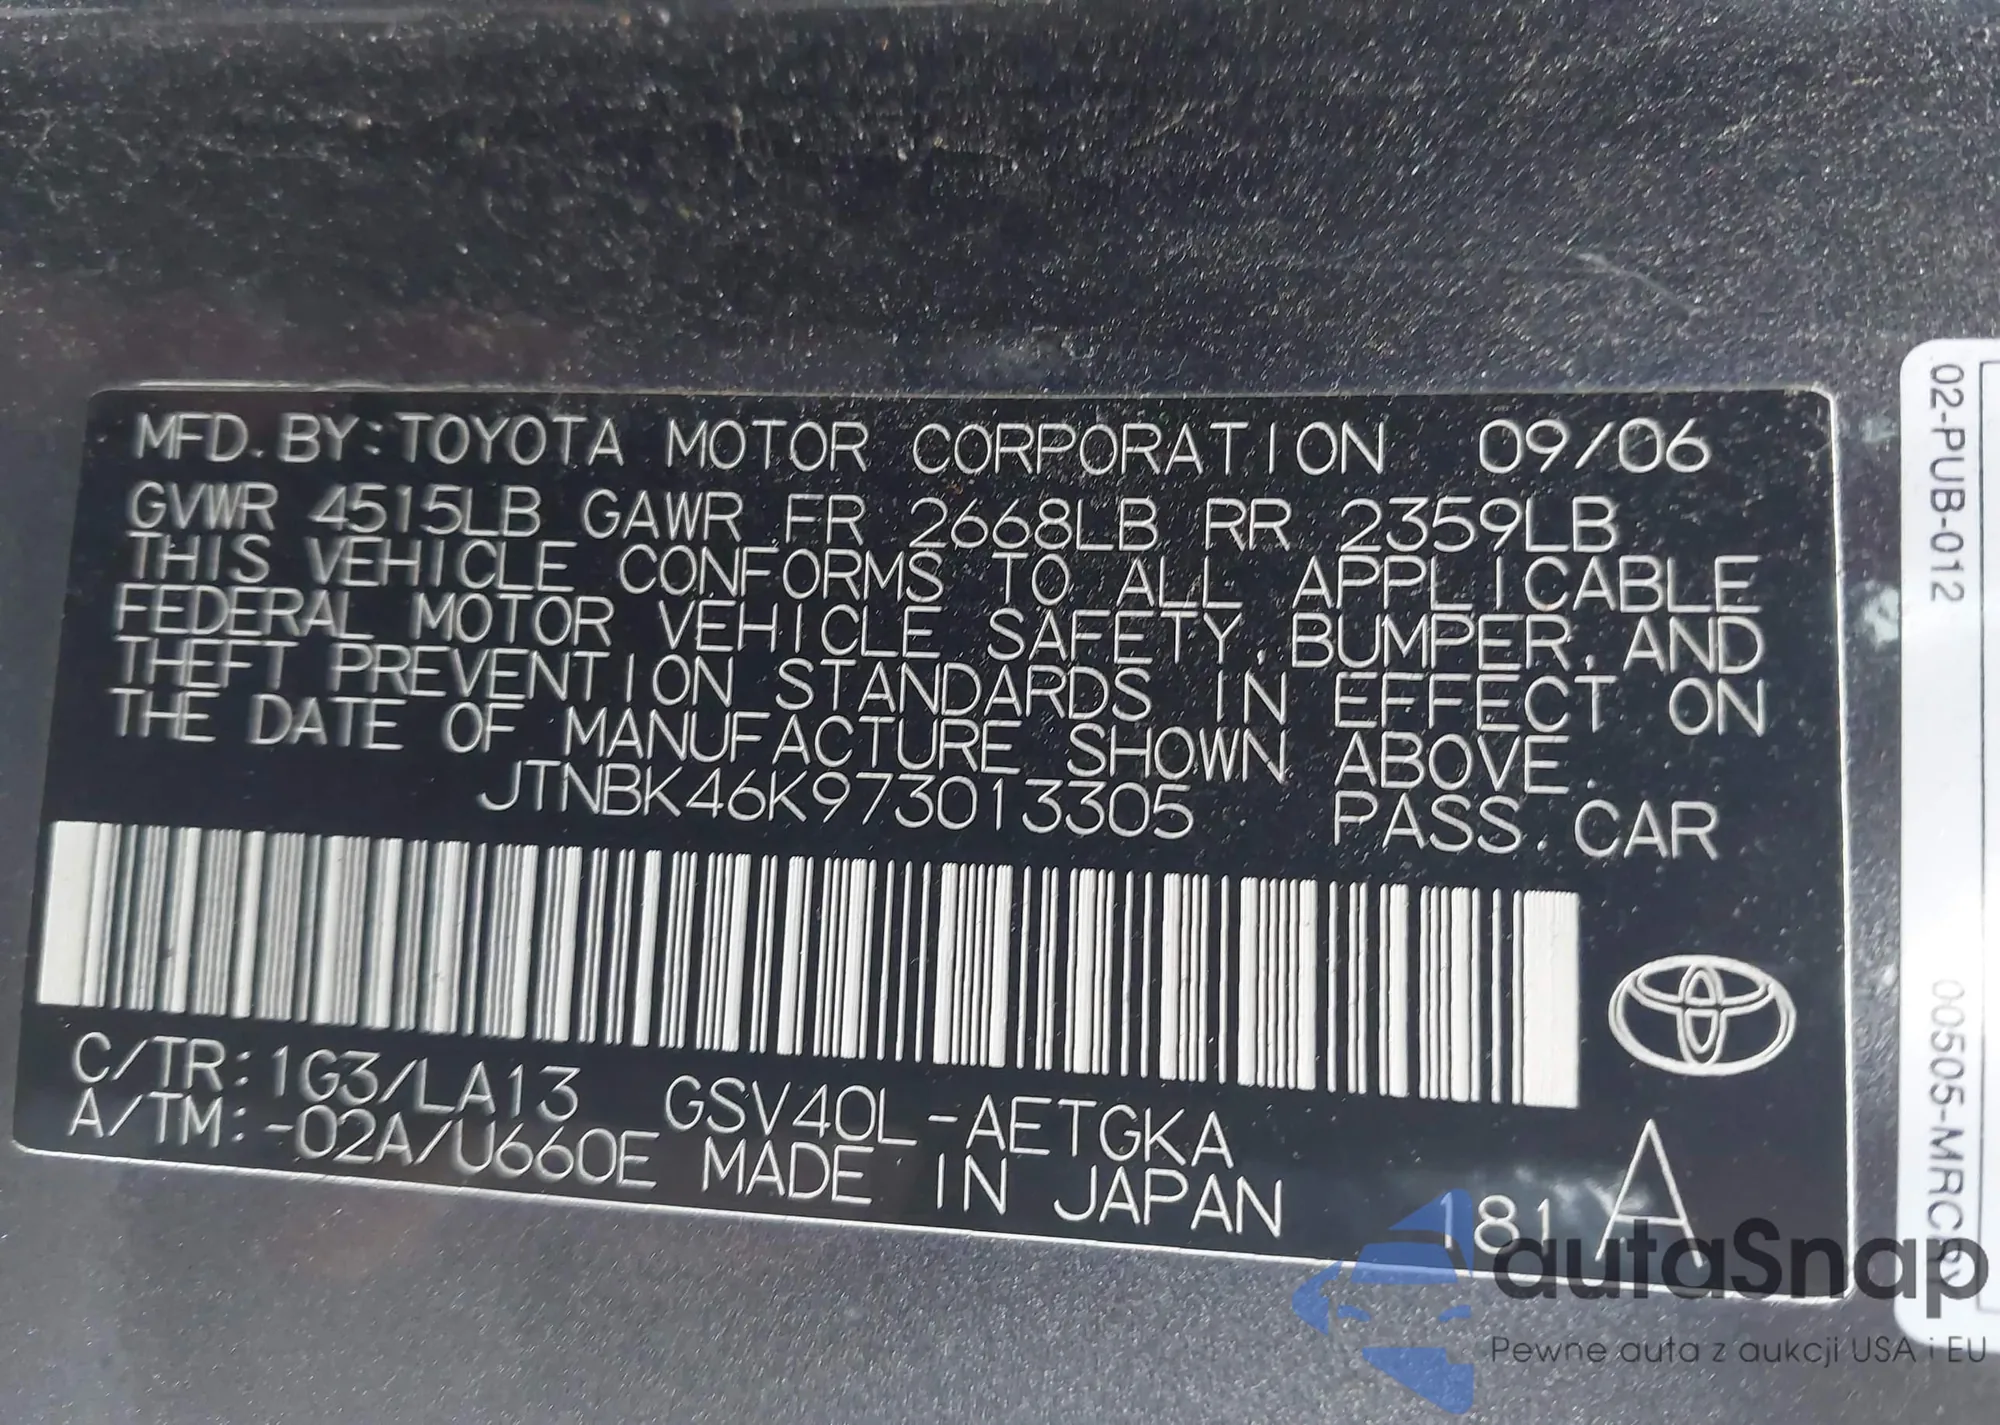 MFD. BY: TOYOTA MOTOR CORPORATION 09/06
GVWR 4515LB GAWR FR 2668LB RR 2359LB
THIS VEHICLE CONFORMS TO ALL APPLICABLE
FEDERAL MOTOR VEHICLE SAFETY, BUMPER, AND
THEFT PREVENTION STANDARDS IN EFFECT ON
THE DATE OF MANUFACTURE SHOWN ABOVE.
JTNBK46K973013305 PASS. CAR
C/TR: 1G3/LA13 GSV40L-AETGKA
A/TM: -02A/U660E MADE IN JAPAN
181 A
02-PUB-012
autaSnap
Pewne auta z aukcji USA i EU